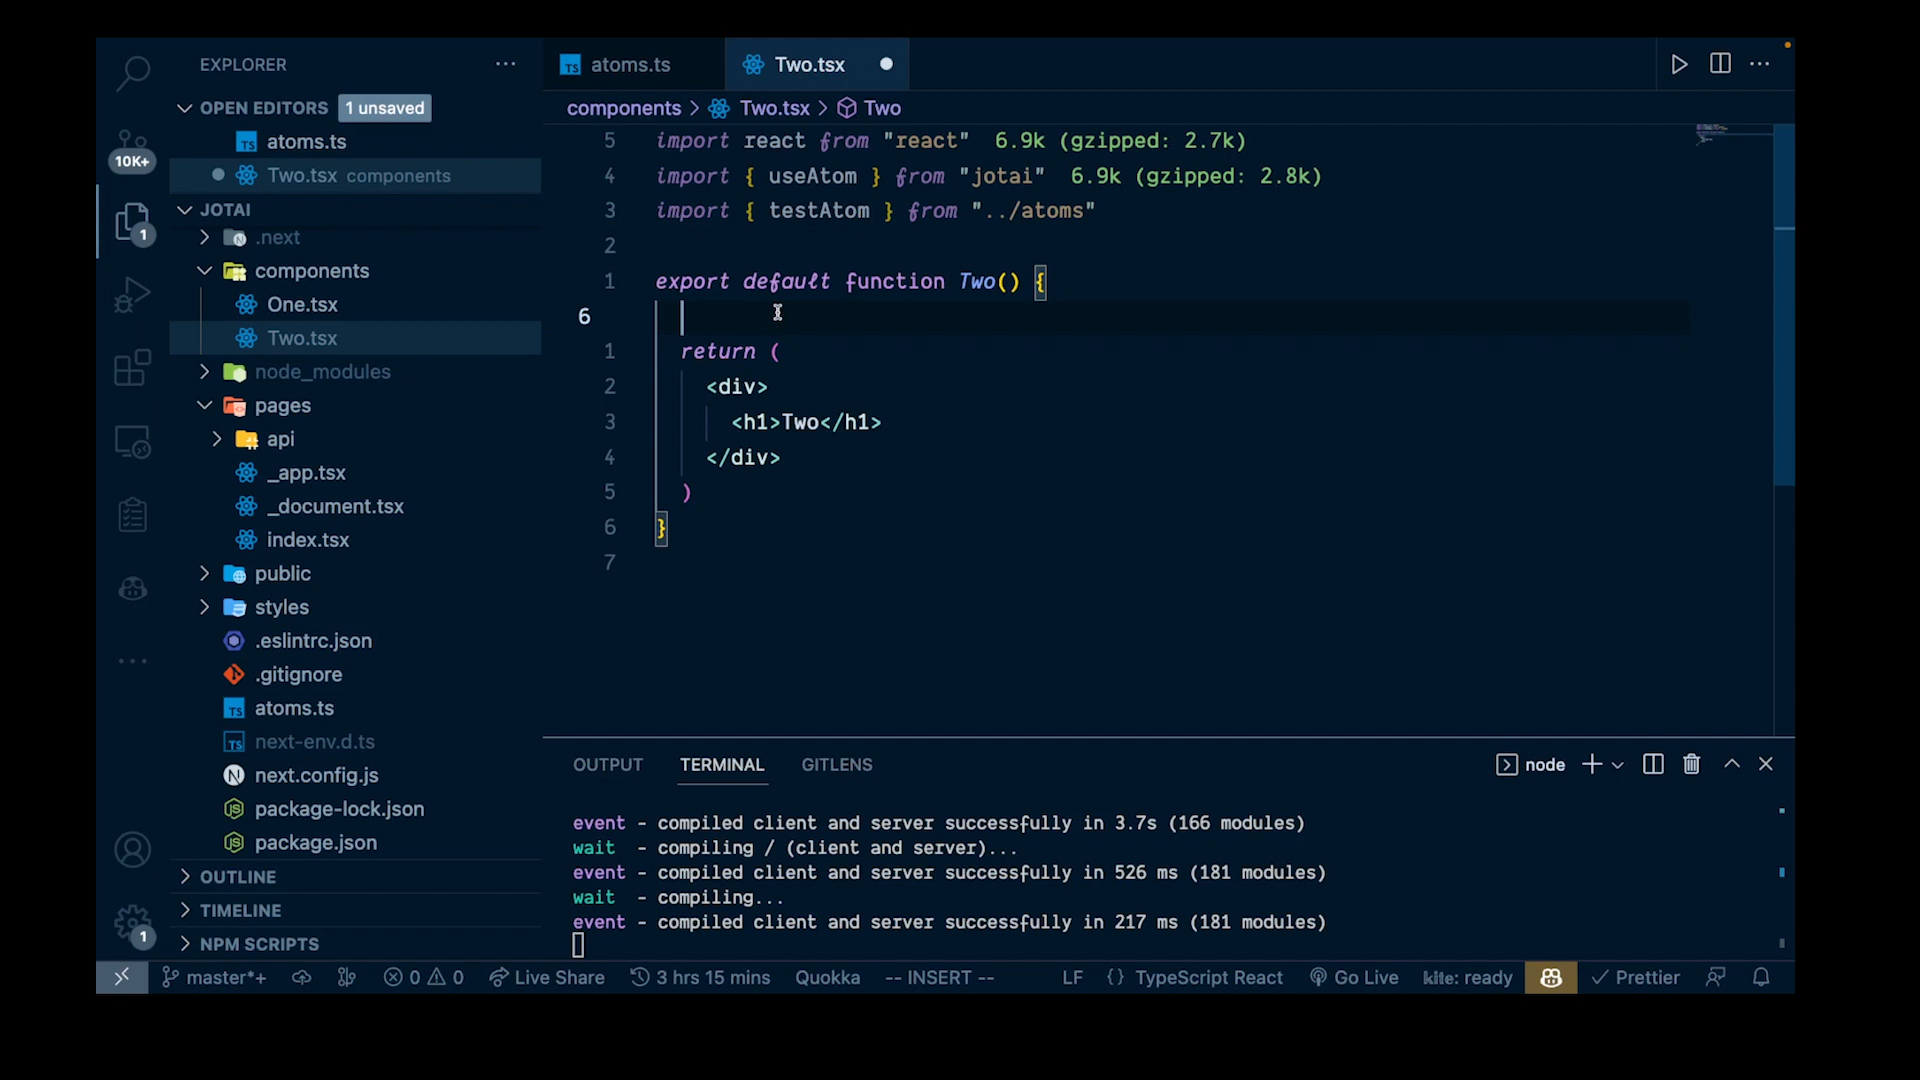 EXPLORER
OPEN EDITORS 1 unsaved
atoms.ts
Two.tsx components
JOTAI
.next
components
One.tsx
Two.tsx
node_modules
pages
api
_app.tsx
_document.tsx
index.tsx
public
styles
.eslintrc.json
.gitignore
atoms.ts
next-env.d.ts
next.config.js
package-lock.json
package.json
OUTLINE
TIMELINE
NPM SCRIPTS
10K+
1
1
atoms.ts
Two.tsx
components > Two.tsx > Two
5 import react from "react" 6.9k (gzipped: 2.7k)
4 import { useAtom } from "jotai" 6.9k (gzipped: 2.8k)
3 import { testAtom } from "../atoms"
2
1 export default function Two() {
6
1 return (
2 <div>
3 <h1>Two</h1>
4 </div>
5 )
6 }
7
OUTPUT TERMINAL GITLENS
node
event - compiled client and server successfully in 3.7s (166 modules)
wait - compiling / (client and server)...
event - compiled client and server successfully in 526 ms (181 modules)
wait - compiling...
event - compiled client and server successfully in 217 ms (181 modules)
master*+ 0 0 Live Share 3 hrs 15 mins Quokka -- INSERT -- LF {} TypeScript React Go Live kite: ready Prettier